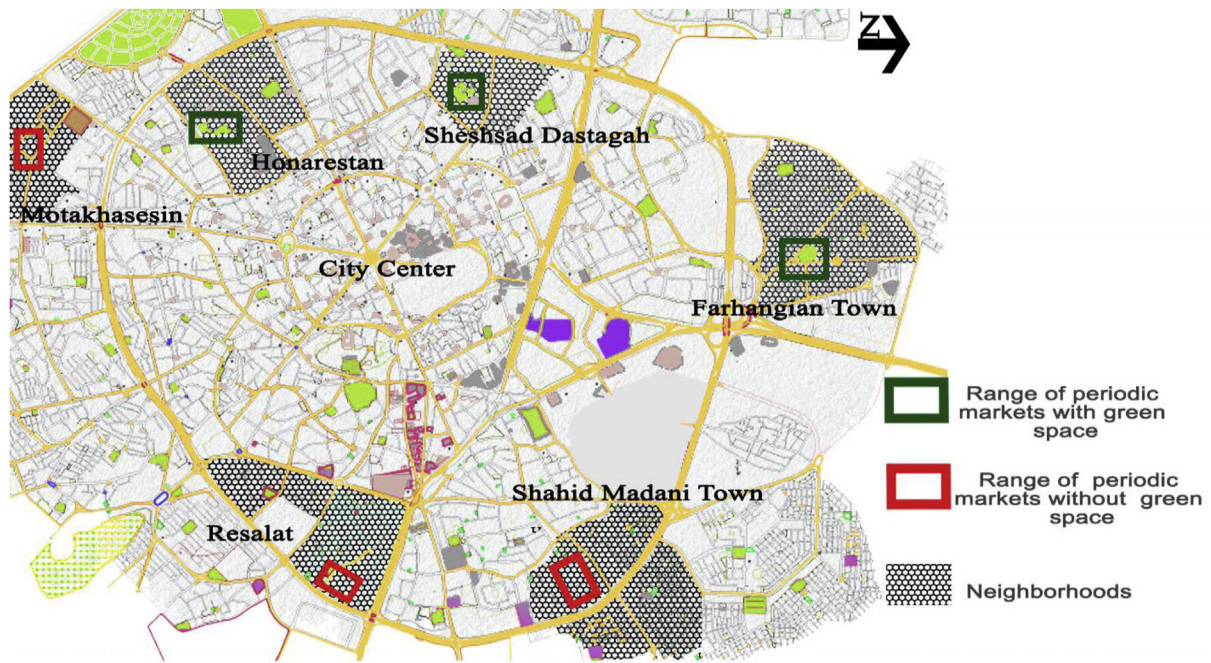 Z
Sheshsad Dastagah
Honarestan
Motakhasesin
City Center
Farhangian Town
Shahid Madani Town
Resalat
Range of periodic
markets with green
space
Range of periodic
markets without green
space
Neighborhoods